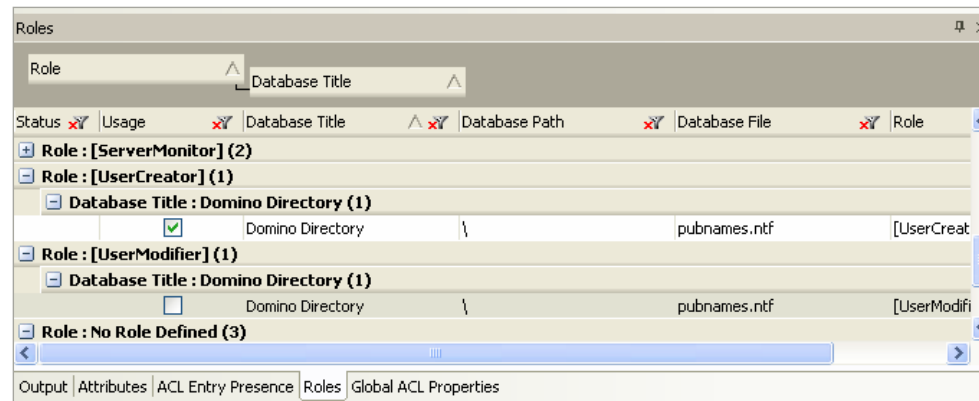 Roles
Role
Database Title
Status Usage Database Title Database Path Database File Role
Role : [ServerMonitor] (2)
Role : [UserCreator] (1)
Database Title : Domino Directory (1)
Domino Directory \ pubnames.ntf [UserCreat
Role : [UserModifier] (1)
Database Title : Domino Directory (1)
Domino Directory \ pubnames.ntf [UserModifi
Role : No Role Defined (3)
Output Attributes ACL Entry Presence Roles Global ACL Properties